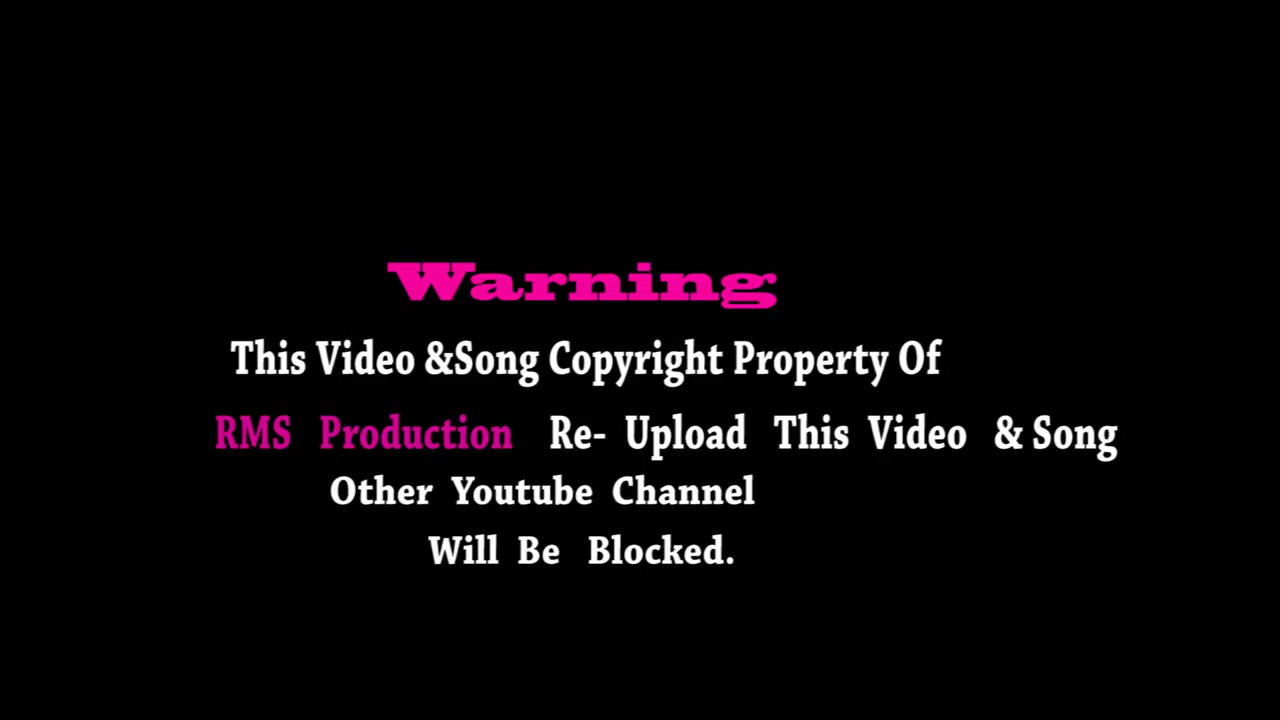 Warning
This Video &Song Copyright Property Of
RMS Production Re- Upload This Video & Song
Other Youtube Channel
Will Be Blocked.